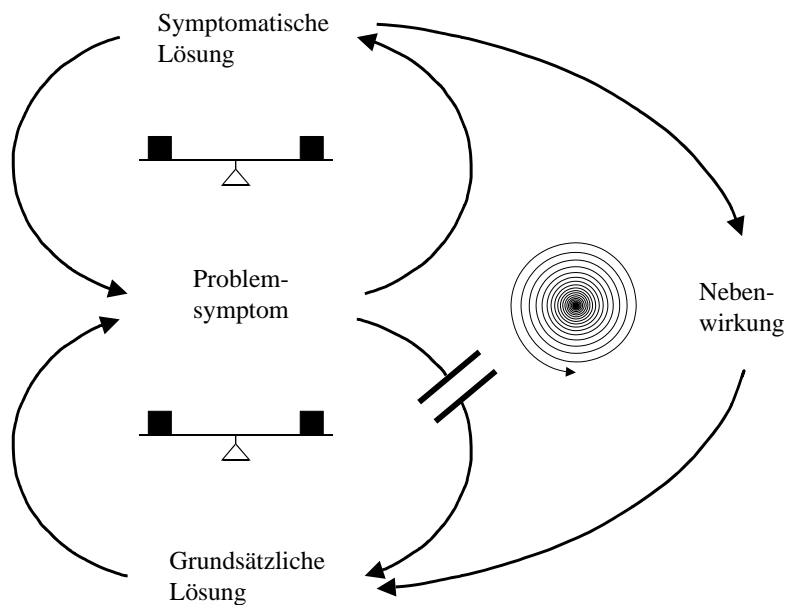 Symptomatische
Lösung
Problem-
symptom
Neben-
wirkung
Grundsätzliche
Lösung